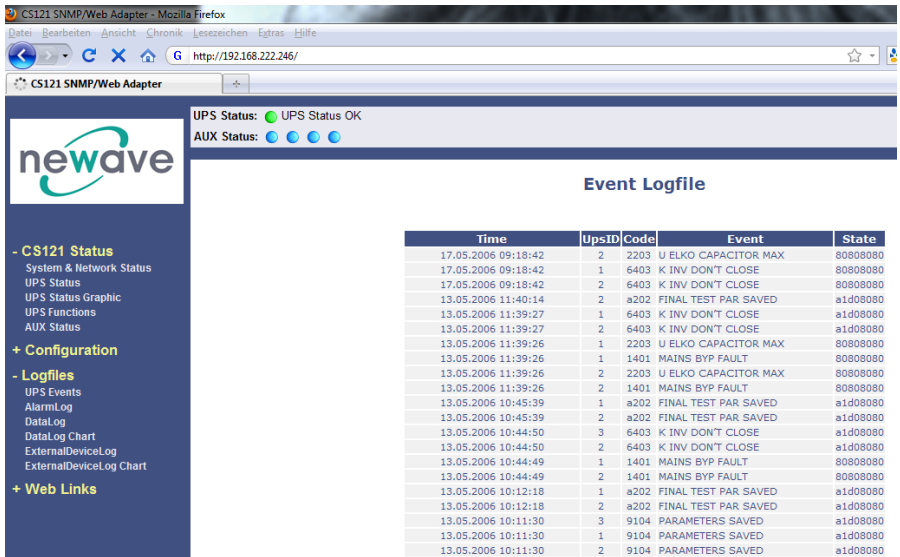 CS121 SNMP/Web Adapter - Mozilla Firefox
Datei Bearbeiten Ansicht Chronik Lesezeichen Extras Hilfe
G http://192.168.222.246/
CS121 SNMP/Web Adapter
UPS Status: UPS Status OK
AUX Status:
newave
Event Logfile
- CS121 Status
System & Network Status
UPS Status
UPS Status Graphic
UPS Functions
AUX Status
+ Configuration
- Logfiles
UPS Events
AlarmLog
DataLog
DataLog Chart
ExternalDeviceLog
ExternalDeviceLog Chart
+ Web Links
Time UpsID Code Event State
17.05.2006 09:18:42 2 2203 U ELKO CAPACITOR MAX 80808080
17.05.2006 09:18:42 1 6403 K INV DON'T CLOSE 80808080
17.05.2006 09:18:42 2 6403 K INV DON'T CLOSE 80808080
13.05.2006 11:40:14 2 a202 FINAL TEST PAR SAVED a1d08080
13.05.2006 11:39:27 1 6403 K INV DON'T CLOSE a1d08080
13.05.2006 11:39:27 2 6403 K INV DON'T CLOSE a1d08080
13.05.2006 11:39:26 1 2203 U ELKO CAPACITOR MAX 80808080
13.05.2006 11:39:26 1 1401 MAINS BYP FAULT 80808080
13.05.2006 11:39:26 2 2203 U ELKO CAPACITOR MAX 80808080
13.05.2006 11:39:26 2 1401 MAINS BYP FAULT 80808080
13.05.2006 10:45:39 1 a202 FINAL TEST PAR SAVED a1d08080
13.05.2006 10:45:39 2 a202 FINAL TEST PAR SAVED a1d08080
13.05.2006 10:44:50 3 6403 K INV DON'T CLOSE a1d08080
13.05.2006 10:44:50 2 6403 K INV DON'T CLOSE a1d08080
13.05.2006 10:44:49 1 1401 MAINS BYP FAULT 80808080
13.05.2006 10:44:49 2 1401 MAINS BYP FAULT 80808080
13.05.2006 10:12:18 1 a202 FINAL TEST PAR SAVED a1d08080
13.05.2006 10:12:18 2 a202 FINAL TEST PAR SAVED a1d08080
13.05.2006 10:11:30 3 9104 PARAMETERS SAVED a1d08080
13.05.2006 10:11:30 1 9104 PARAMETERS SAVED a1d08080
13.05.2006 10:11:30 2 9104 PARAMETERS SAVED a1d08080